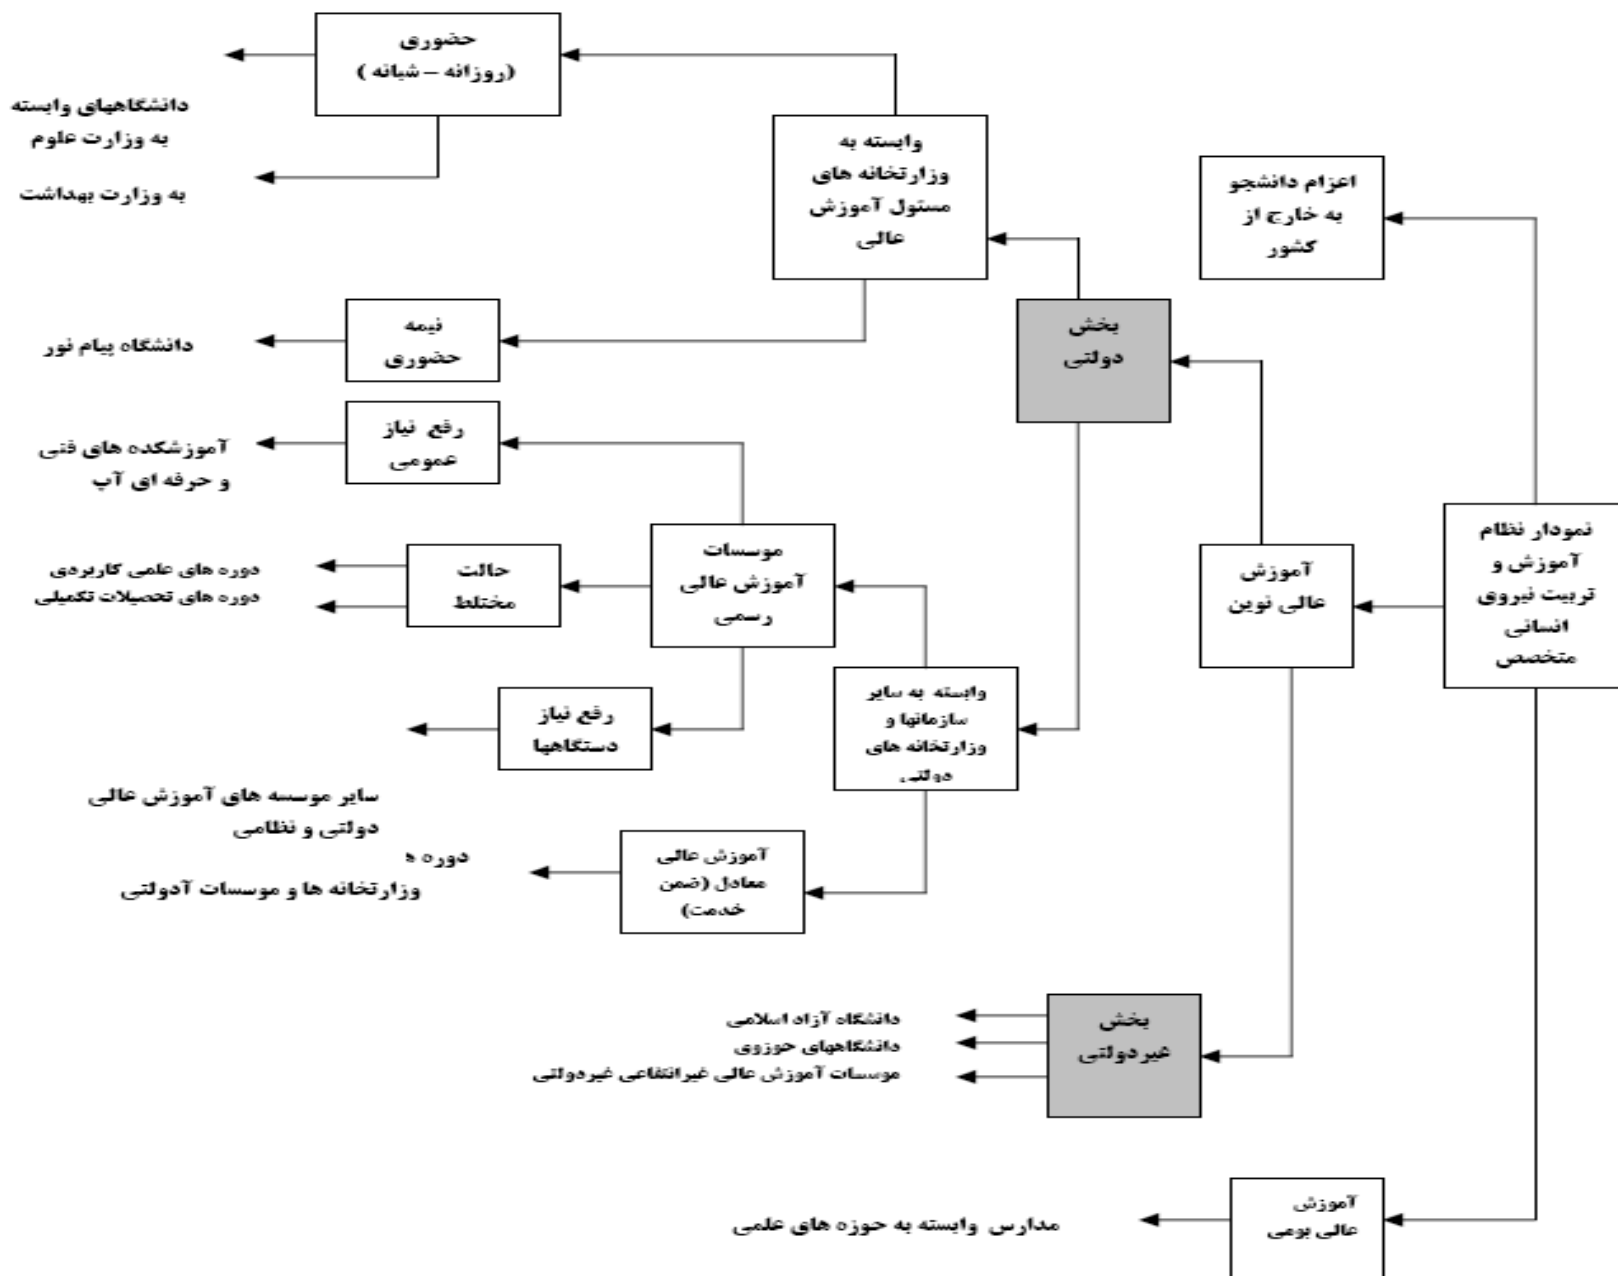 نمودار نظام
آموزش و
تربیت نیروی
انسانی
متخصص
اعزام دانشجو
به خارج از
کشور
آموزش
عالی نوین
آموزش
عالی بومی
مدارس وابسته به حوزه های علمی
بخش
دولتی
بخش
غیردولتی
دانشگاه آزاد اسلامی
دانشگاههای حوزوی
موسسات آموزش عالی غیرانتفاعی غیردولتی
وابسته به
وزارتخانه های
مسئول آموزش
عالی
حضوری
(روزانه – شبانه )
دانشگاههای وابسته
به وزارت علوم
به وزارت بهداشت
نیمه
حضوری
دانشگاه پیام نور
وابسته به سایر
سازمانها و
وزارتخانه های
دولتی
موسسات
آموزش عالی
رسمی
رفع نیاز
عمومی
آموزشکده های فنی
و حرفه ای آپ
حالت
مختلط
دوره های علمی کاربردی
دوره های تحصیلات تکمیلی
رفع نیاز
دستگاهها
سایر موسسه های آموزش عالی
دولتی و نظامی
آموزش عالی
معادل (ضمن
خدمت)
دوره ه
وزارتخانه ها و موسسات آدولتی